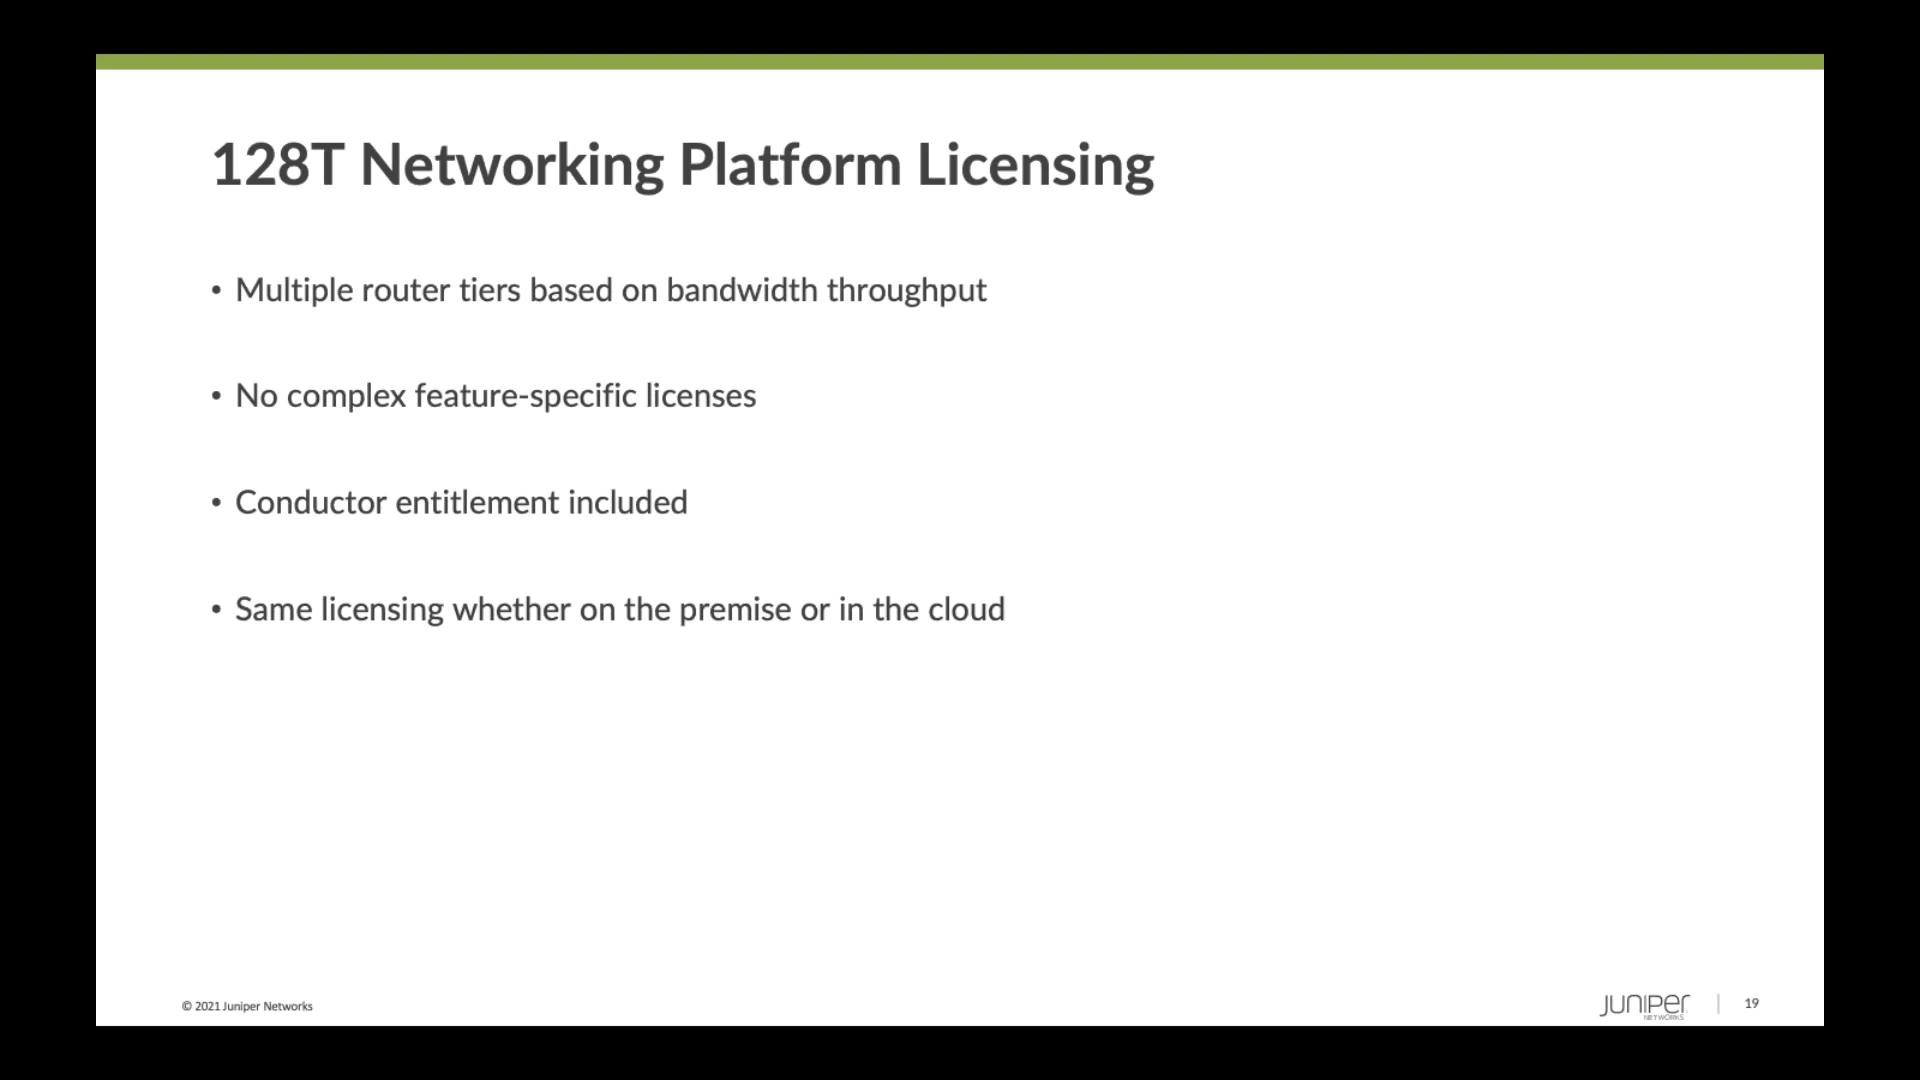 128T Networking Platform Licensing
• Multiple router tiers based on bandwidth throughput
• No complex feature-specific licenses
• Conductor entitlement included
• Same licensing whether on the premise or in the cloud
© 2021 Juniper Networks
JUNIPER
NETWORKS
19